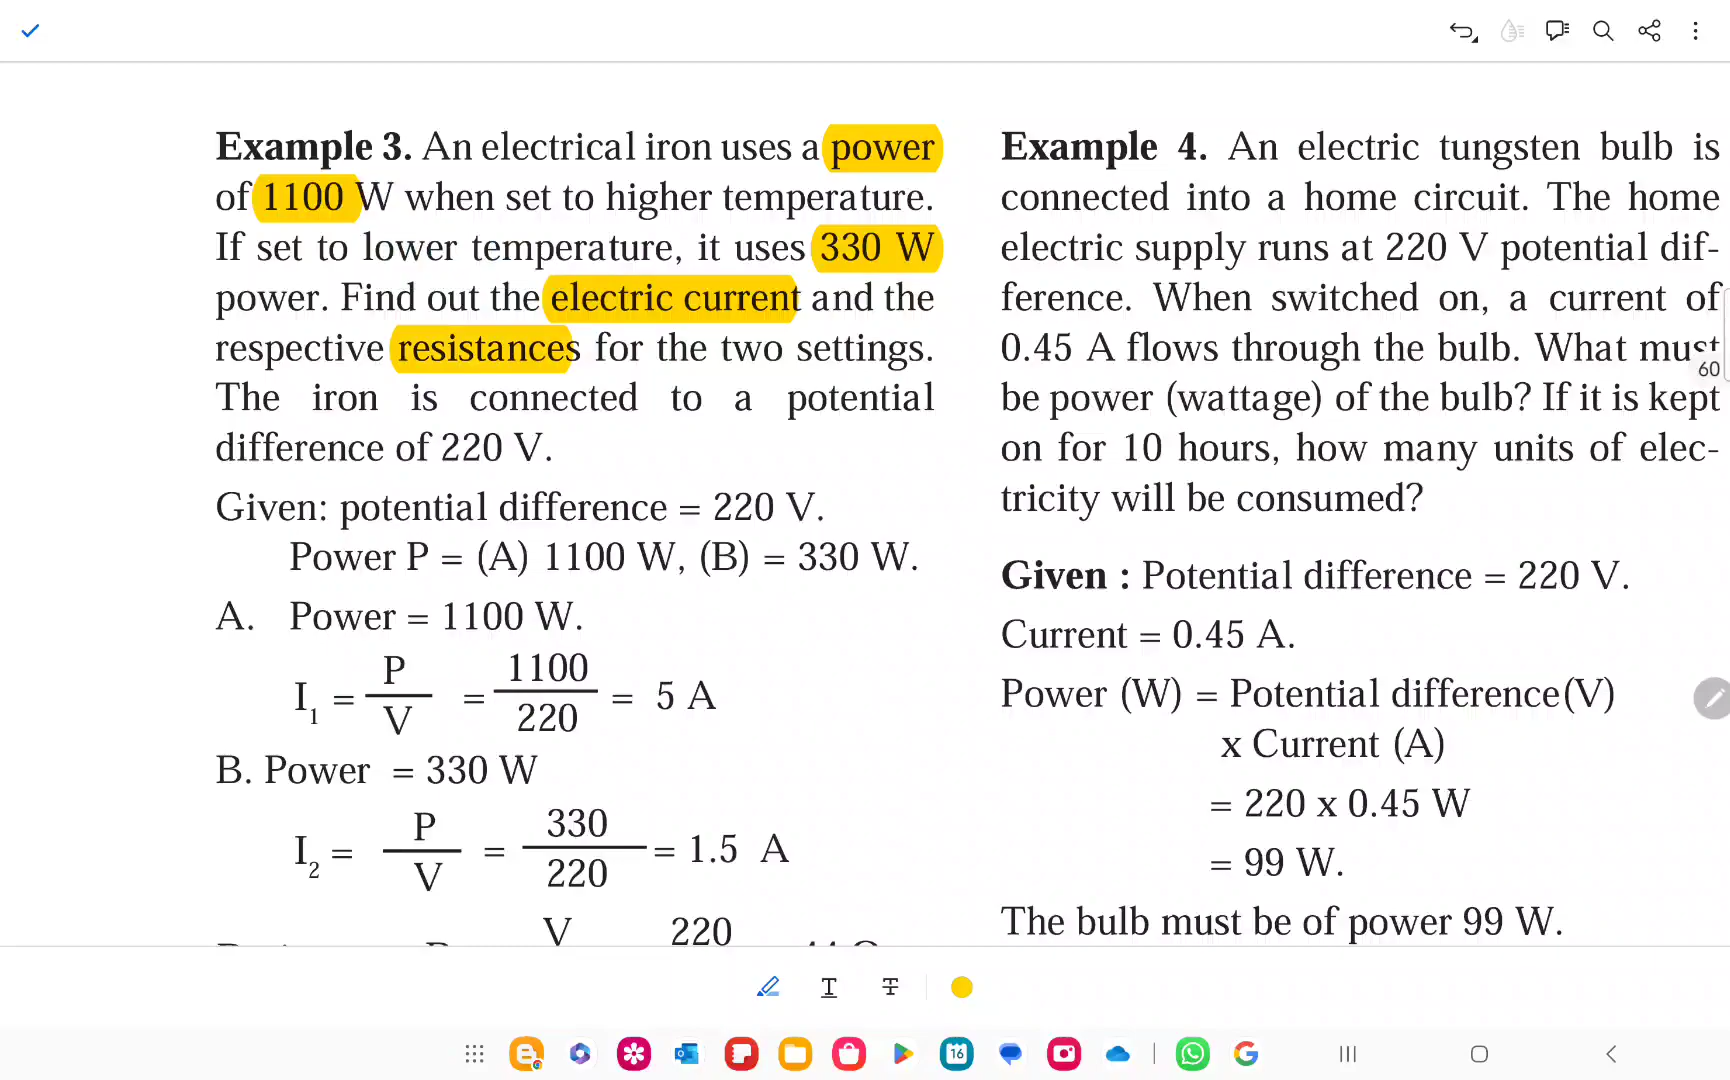 Example 3. An electrical iron uses a power
of 1100 W when set to higher temperature.
If set to lower temperature, it uses 330 W
power. Find out the electric current and the
respective resistances for the two settings.
The iron is connected to a potential
difference of 220 V.
Given: potential difference = 220 V.
Power P = (A) 1100 W, (B) = 330 W.
A. Power = 1100 W.
I₁ = P/V = 1100/220 = 5 A
B. Power = 330 W
I₂ = P/V = 330/220 = 1.5 A
V 220
Example 4. An electric tungsten bulb is
connected into a home circuit. The home
electric supply runs at 220 V potential dif-
ference. When switched on, a current of
0.45 A flows through the bulb. What must
be power (wattage) of the bulb? If it is kept
on for 10 hours, how many units of elec-
tricity will be consumed?
Given : Potential difference = 220 V.
Current = 0.45 A.
Power (W) = Potential difference(V)
x Current (A)
= 220 x 0.45 W
= 99 W.
The bulb must be of power 99 W.
60
T T
16